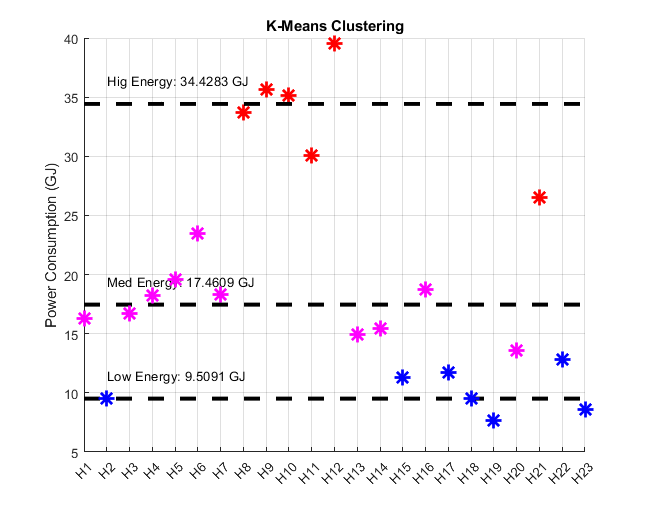 K-Means Clustering
40
35
30
25
20
15
10
5
Power Consumption (GJ)
Hig Energy: 34.4283 GJ
Med Energy: 17.4609 GJ
Low Energy: 9.5091 GJ
H1 H2 H3 H4 H5 H6 H7 H8 H9 H10 H11 H12 H13 H14 H15 H16 H17 H18 H19 H20 H21 H22 H23